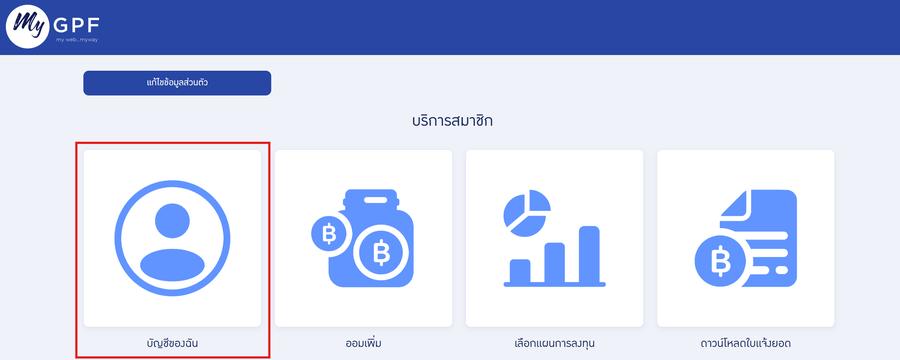 My GPF
my web..myway
แก้ไขข้อมูลส่วนตัว
บริการสมาชิก
บัญชีของฉัน
ออมเพิ่ม
เลือกแผนการลงทุน
ดาวน์โหลดใบแจ้งยอด